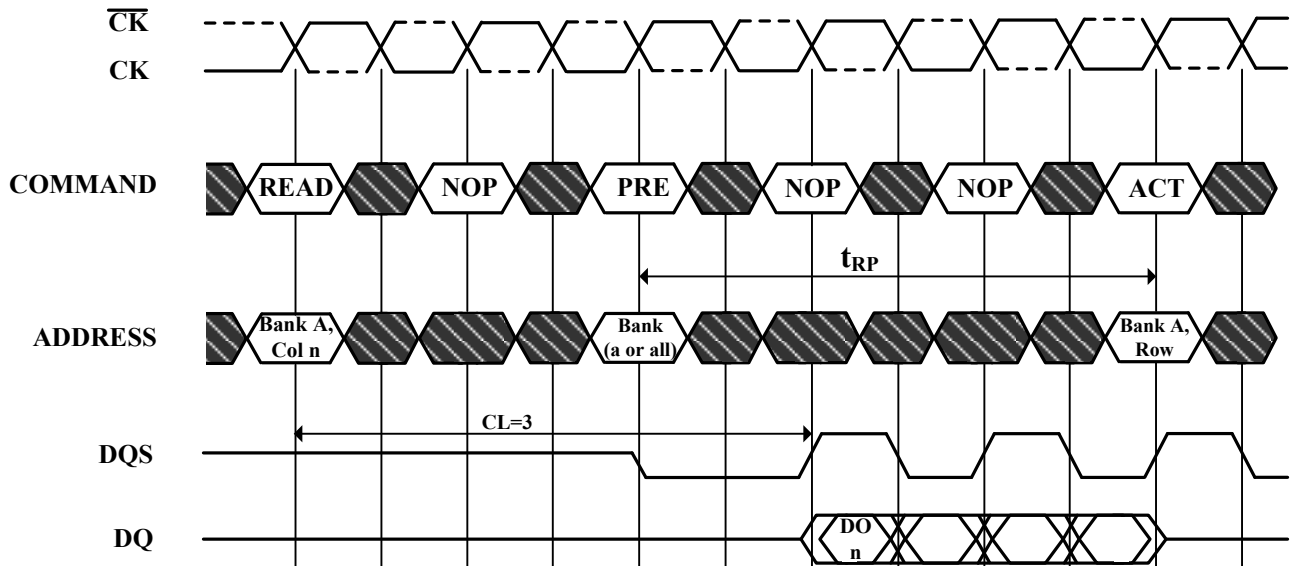 CK
CK
COMMAND
READ
NOP
PRE
NOP
NOP
ACT
tRP
ADDRESS
Bank A,
Col n
Bank
(a or all)
Bank A,
Row
CL=3
DQS
DQ
DO
n